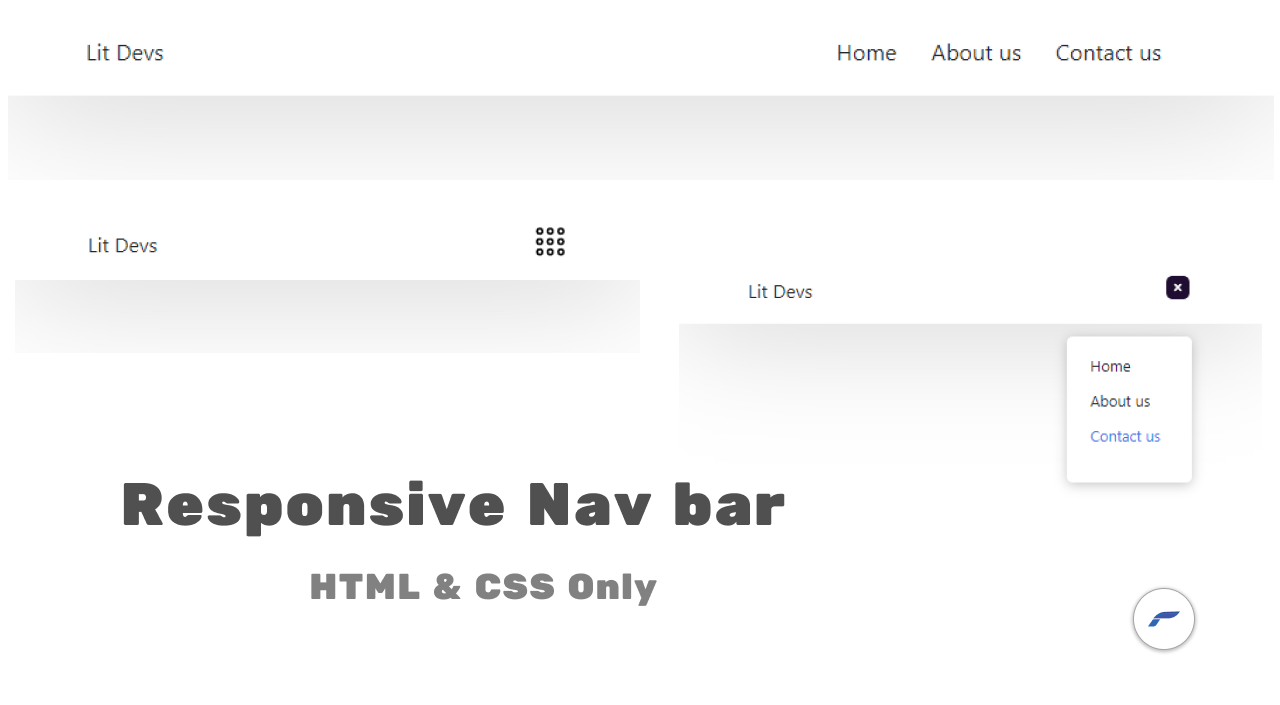 Lit Devs Home About us Contact us
Lit Devs
Lit Devs
Home
About us
Contact us
Responsive Nav bar
HTML & CSS Only